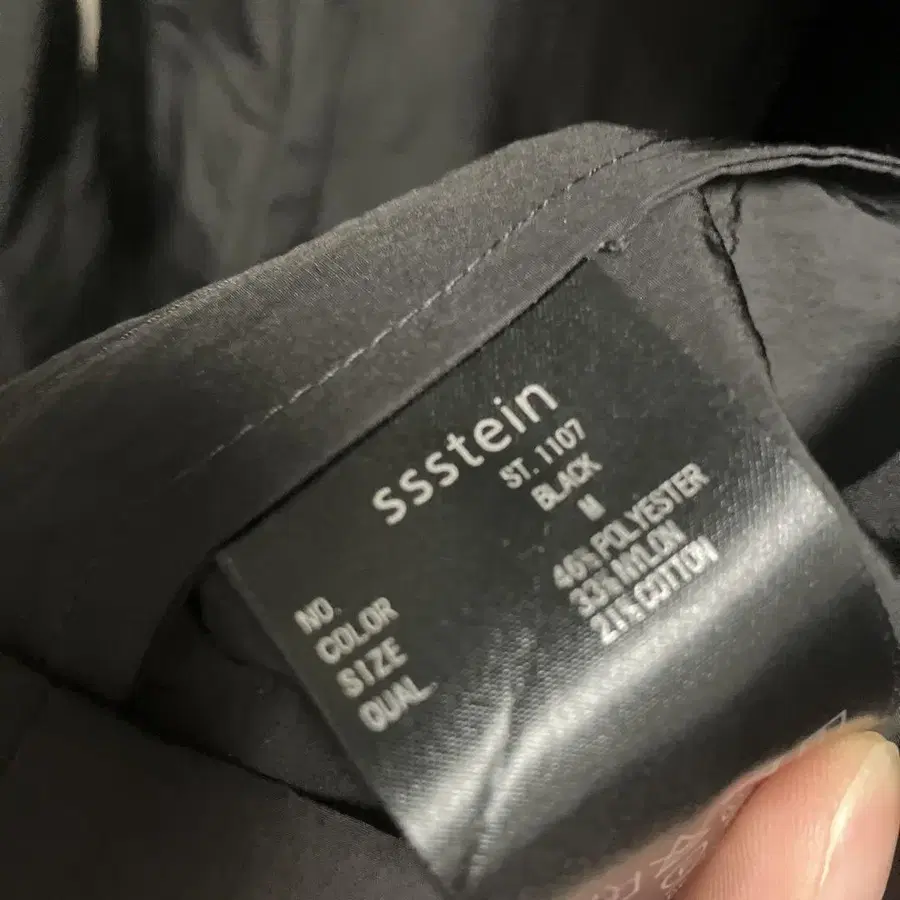 ssstein
NO. ST. 1107
COLOR BLACK
SIZE M
QUAL. 46% POLYESTER
33% NYLON
21% COTTON